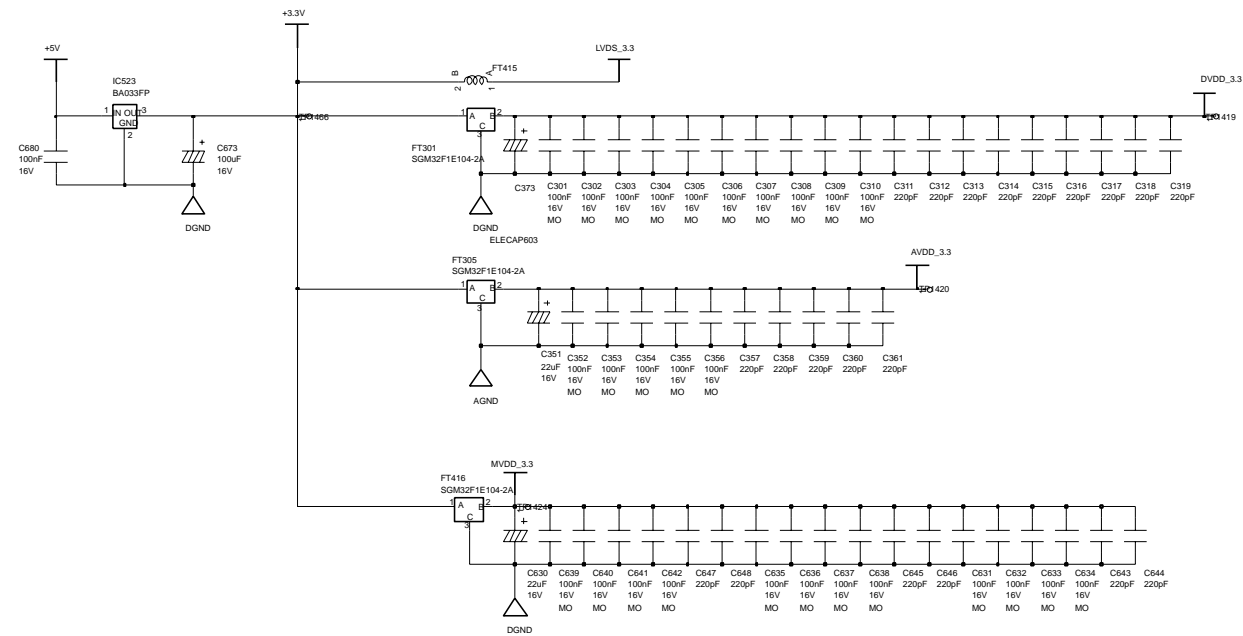 +3.3V
+5V
LVDS_3.3
B
A
FT415
2
1
IC523
BA033FP
DVDD_3.3
1
IN OUT
3
GND
2
TP1466
1
A
B
2
C
3
TP1419
C680
100nF
16V
+
C673
100uF
16V
FT301
SGM32F1E104-2A
+
C373
C301
100nF
16V
MO
C302
100nF
16V
MO
C303
100nF
16V
MO
C304
100nF
16V
MO
C305
100nF
16V
MO
C306
100nF
16V
MO
C307
100nF
16V
MO
C308
100nF
16V
MO
C309
100nF
16V
MO
C310
100nF
16V
MO
C311
220pF
C312
220pF
C313
220pF
C314
220pF
C315
220pF
C316
220pF
C317
220pF
C318
220pF
C319
220pF
DGND
DGND
ELECAP603
AVDD_3.3
FT305
SGM32F1E104-2A
1
A
B
2
C
3
TP1420
+
C351
22uF
16V
C352
100nF
16V
MO
C353
100nF
16V
MO
C354
100nF
16V
MO
C355
100nF
16V
MO
C356
100nF
16V
MO
C357
220pF
C358
220pF
C359
220pF
C360
220pF
C361
220pF
AGND
MVDD_3.3
FT416
SGM32F1E104-2A
1
A
B
2
C
3
TP1424
+
C630
22uF
16V
C639
100nF
16V
MO
C640
100nF
16V
MO
C641
100nF
16V
MO
C642
100nF
16V
MO
C647
220pF
C648
220pF
C635
100nF
16V
MO
C636
100nF
16V
MO
C637
100nF
16V
MO
C638
100nF
16V
MO
C645
220pF
C646
220pF
C631
100nF
16V
MO
C632
100nF
16V
MO
C633
100nF
16V
MO
C634
100nF
16V
MO
C643
220pF
C644
220pF
DGND